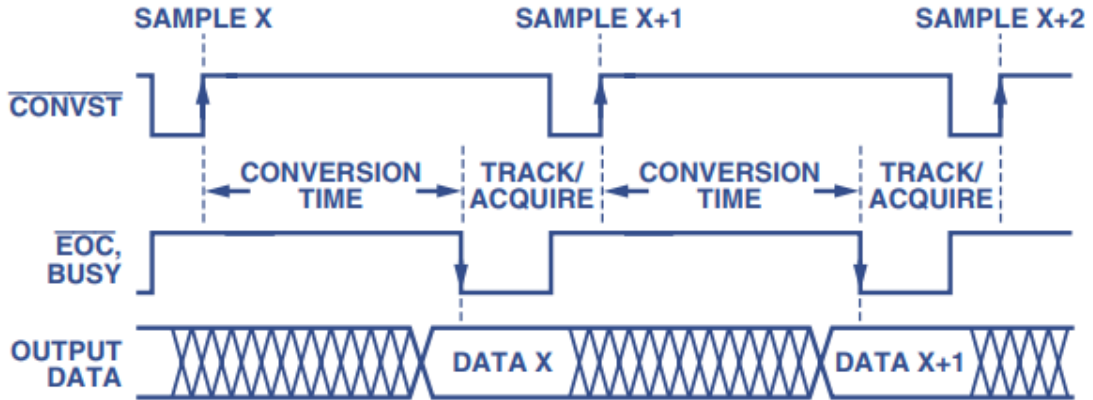 SAMPLE X SAMPLE X+1 SAMPLE X+2
CONVST
CONVERSION TIME
TRACK/
ACQUIRE
CONVERSION TIME
TRACK/
ACQUIRE
EOC,
BUSY
OUTPUT
DATA
DATA X
DATA X+1